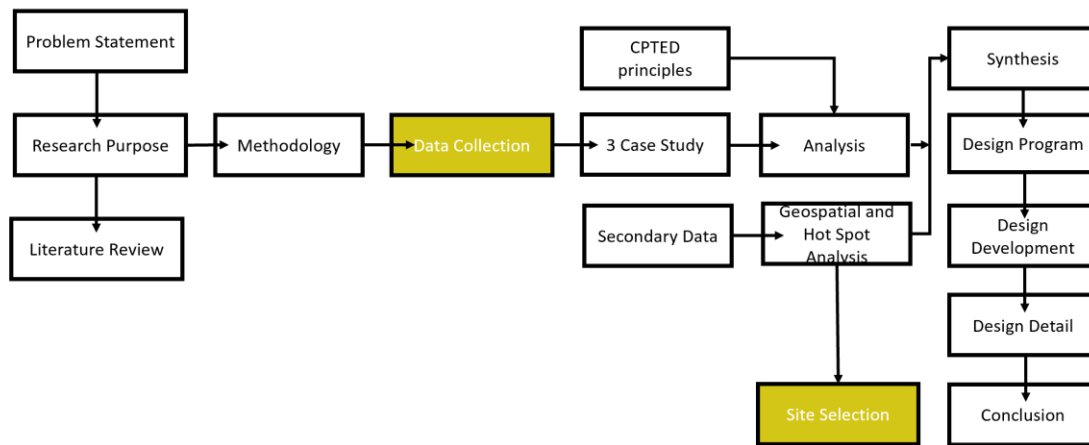 Problem Statement
CPTED
principles
Synthesis
Research Purpose
Methodology
Data Collection
3 Case Study
Analysis
Design Program
Literature Review
Secondary Data
Geospatial and
Hot Spot
Analysis
Design
Development
Design Detail
Site Selection
Conclusion